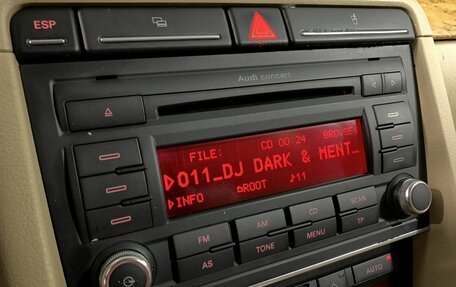 ESP
Audi concert
FILE: CD 00:24 BROWSE
011_DJ DARK & MENT...
INFO ROOT 11
FM AM CD SCAN
AS TONE MENU TP
AUTO